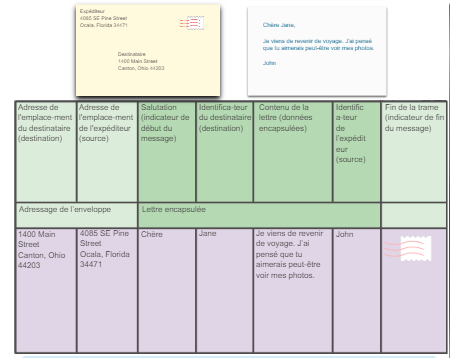 Expéditeur
4085 SE Pine Street
Ocala, Florida 34471
Destinataire
1400 Main Street
Canton, Ohio 44203
Chère Jane,
Je viens de revenir de voyage. J'ai pensé
que tu aimerais peut-être voir mes photos.
John
Adresse de
l'emplace-ment
du destinataire
(destination)
Adresse de
l'emplace-ment
de l'expéditeur
(source)
Salutation
(indicateur de
début du
message)
Identifica-teur
du destinataire
(destination)
Contenu de la
lettre (données
encapsulées)
Identific
a-teur
de
l'expédit
eur
(source)
Fin de la trame
(indicateur de fin
du message)
Adressage de l'enveloppe
Lettre encapsulée
1400 Main
Street
Canton, Ohio
44203
4085 SE Pine
Street
Ocala, Florida
34471
Chère
Jane
Je viens de revenir
de voyage. J'ai
pensé que tu
aimerais peut-être
voir mes photos.
John